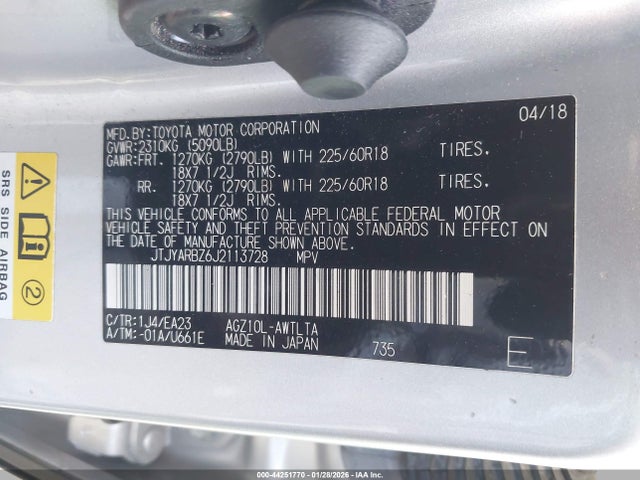 04/18
MFD.BY:TOYOTA MOTOR CORPORATION
GVWR:2310KG (5090LB)
GAWR:FRT. 1270KG (2790LB) WITH 225/60R18 TIRES.
18X7 1/2J RIMS.
RR. 1270KG (2790LB) WITH 225/60R18 TIRES.
18X7 1/2J RIMS.
THIS VEHICLE CONFORMS TO ALL APPLICABLE FEDERAL MOTOR
VEHICLE SAFETY AND THEFT PREVENTION STANDARDS IN EFFECT ON
THE DATE OF MANUFACTURE SHOWN ABOVE.
JTJYARBZ6J2113728 MPV
C/TR:1J4/EA23 AGZ10L-AWTLTA
A/TM:-01A/U661E MADE IN JAPAN 735 E
SRS SIDE AIRBAG
2
000-44251770 - 01/28/2026 - IAA Corp.